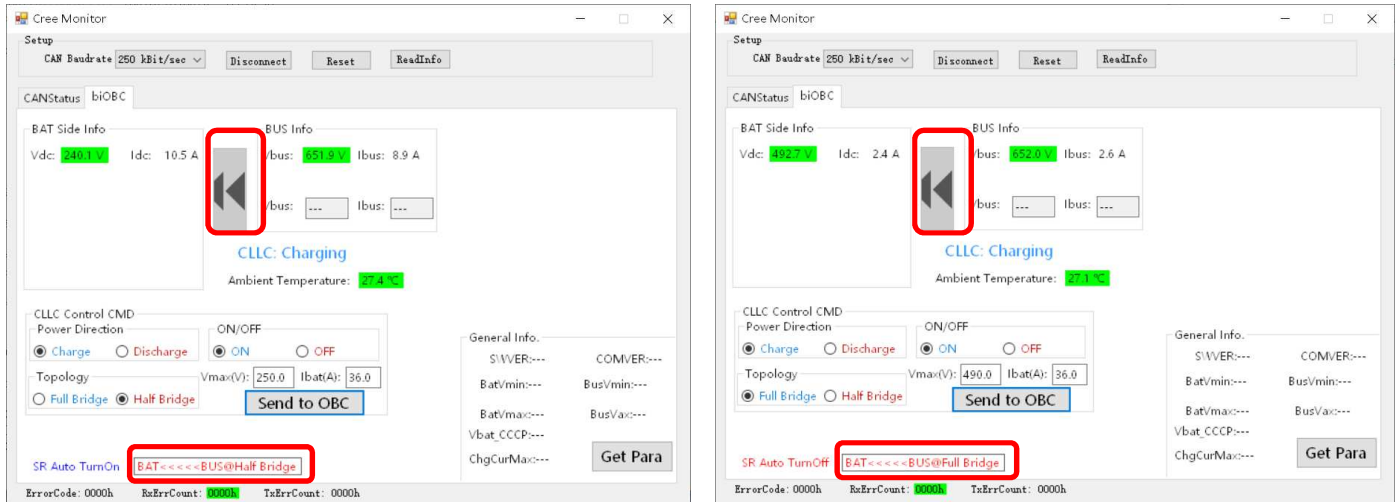 Cree Monitor
Setup
CAN Baudrate 250 kBit/sec Disconnect Reset ReadInfo
CANStatus biOBC
BAT Side Info BUS Info
Vdc: 240.1 V Idc: 10.5 A /bus: 651.9 V Ibus: 8.9 A
/bus: --- Ibus: ---
CLLC: Charging
Ambient Temperature: 27.4 ℃
CLLC Control CMD
Power Direction ON/OFF
Charge Discharge ON OFF
Topology Vmax(V): 250.0 Ibat(A): 36.0
Full Bridge Half Bridge Send to OBC
General Info.
S\WER:--- COMVER:---
BatVmin:--- BusVmin:---
BatVmax:--- BusVax:---
Vbat_CCCP:---
ChgCurMax:--- Get Para
SR Auto TurnOn BAT<<<<<BUS@Half Bridge
ErrorCode: 0000h RxErrCount: 0000h TxErrCount: 0000h
Cree Monitor
Setup
CAN Baudrate 250 kBit/sec Disconnect Reset ReadInfo
CANStatus biOBC
BAT Side Info BUS Info
Vdc: 492.7 V Idc: 2.4 A /bus: 652.0 V Ibus: 2.6 A
/bus: --- Ibus: ---
CLLC: Charging
Ambient Temperature: 27.1 ℃
CLLC Control CMD
Power Direction ON/OFF
Charge Discharge ON OFF
Topology Vmax(V): 490.0 Ibat(A): 36.0
Full Bridge Half Bridge Send to OBC
General Info.
S\WER:--- COMVER:---
BatVmin:--- BusVmin:---
BatVmax:--- BusVax:---
Vbat_CCCP:---
ChgCurMax:--- Get Para
SR Auto TurnOff BAT<<<<<BUS@Full Bridge
ErrorCode: 0000h RxErrCount: 0000h TxErrCount: 0000h